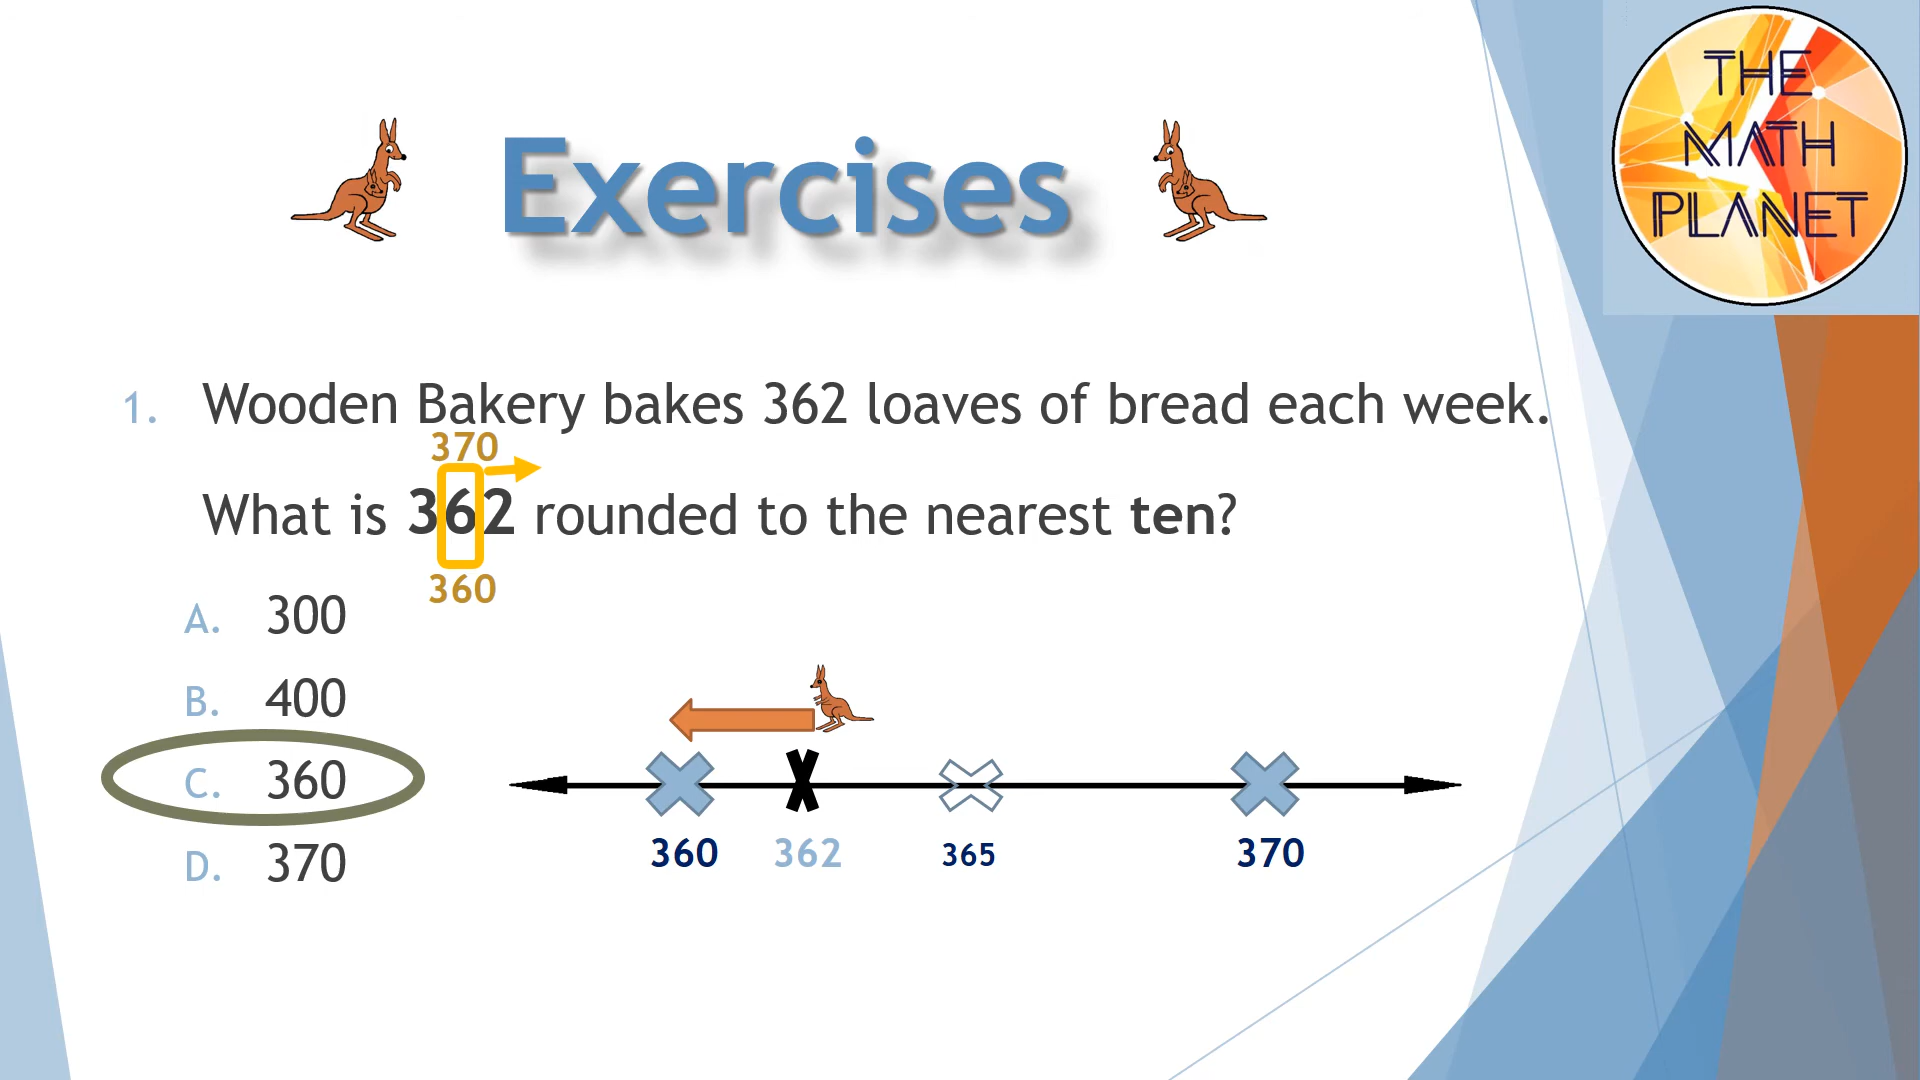 THE
MATH
PLANET
Exercises
1. Wooden Bakery bakes 362 loaves of bread each week.
370
What is 362 rounded to the nearest ten?
360
A. 300
B. 400
C. 360
D. 370
360 362 365 370